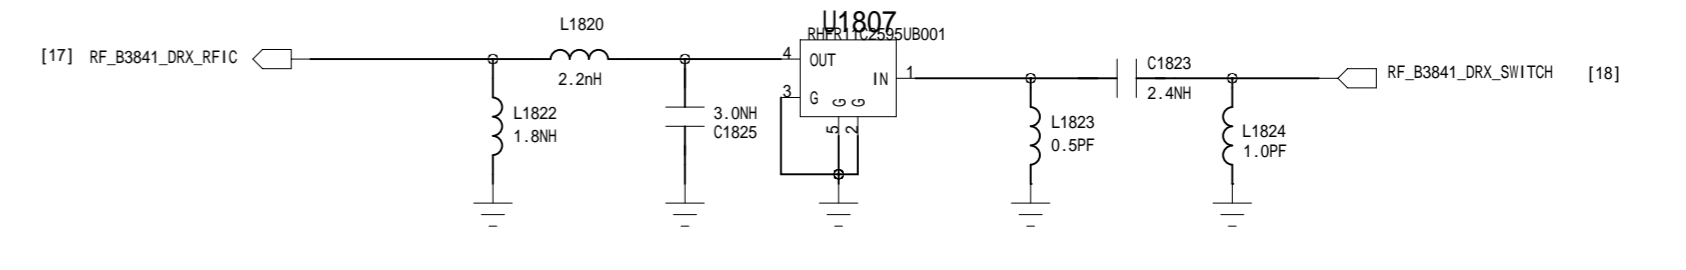 U1807
RHFR11C2595UB001
L1820
2.2nH
[17] RF_B3841_DRX_RFIC
4 OUT
IN 1
3 G
G G
5 2
L1822
1.8NH
3.0NH
C1825
C1823
2.4NH
L1823
0.5PF
L1824
1.0PF
RF_B3841_DRX_SWITCH [18]